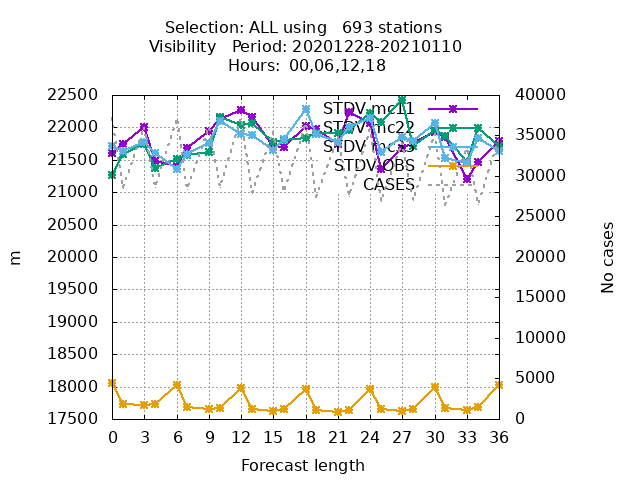 Selection: ALL using   693 stations
Visibility   Period: 20201228-20210110
Hours: 00,06,12,18
22500
22000
21500
21000
20500
20000
19500
19000
18500
18000
17500
m
40000
35000
30000
25000
20000
15000
10000
5000
0
No cases
STDV
STDV
STDV
STDV OBS
CASES
0 3 6 9 12 15 18 21 24 27 30 33 36
Forecast length